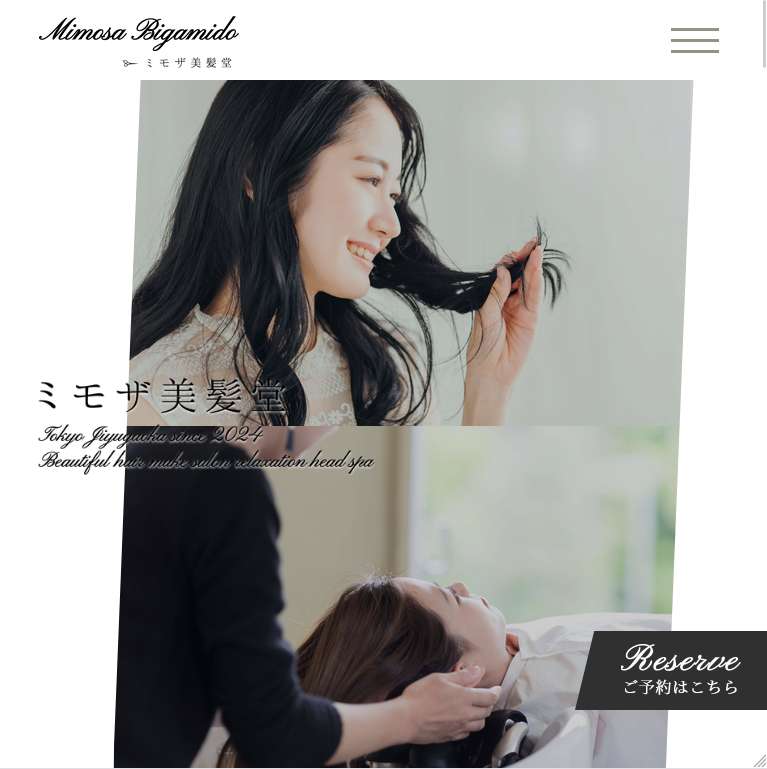 Mimosa Bigamido
ミモザ美髪堂
ミモザ美髪堂
Tokyo Jiyugaoka since 2024
Beautiful hair make salon relaxation head spa
Reserve
ご予約はこちら